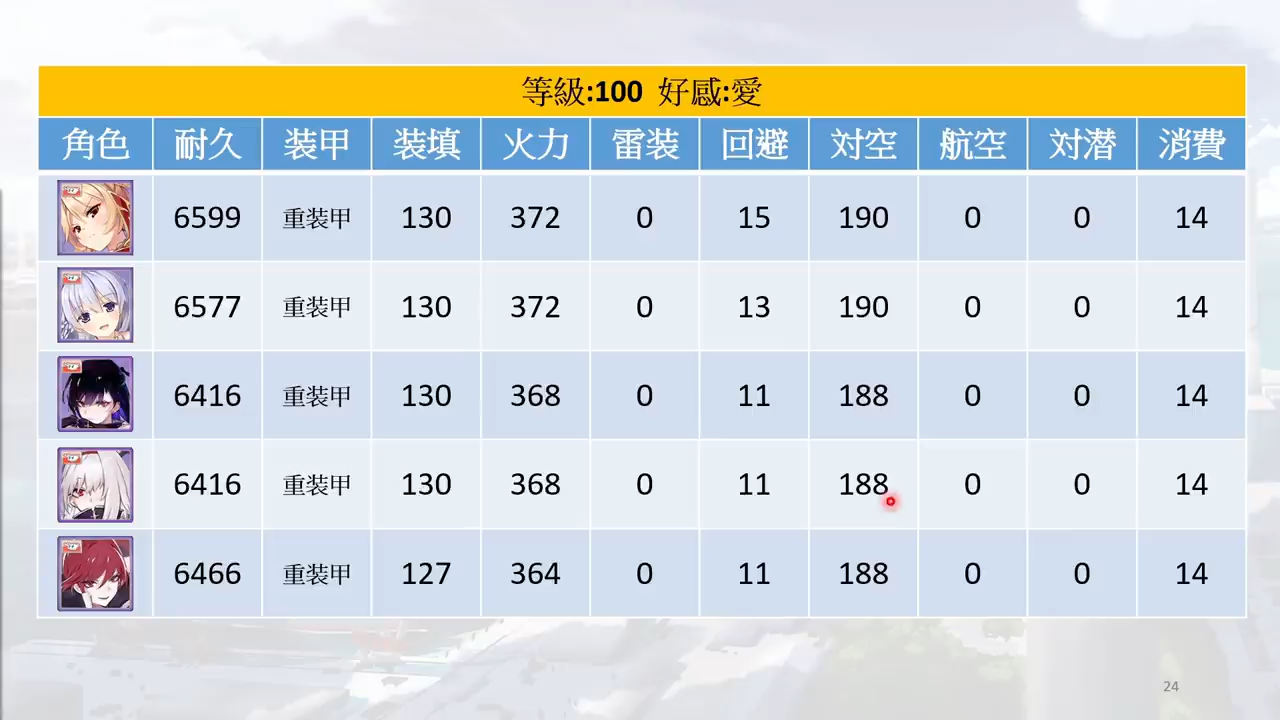 等級:100 好感:愛
角色 耐久 装甲 装填 火力 雷装 回避 対空 航空 対潜 消費
6599 重装甲 130 372 0 15 190 0 0 14
6577 重装甲 130 372 0 13 190 0 0 14
6416 重装甲 130 368 0 11 188 0 0 14
6416 重装甲 130 368 0 11 188 0 0 14
6466 重装甲 127 364 0 11 188 0 0 14
24